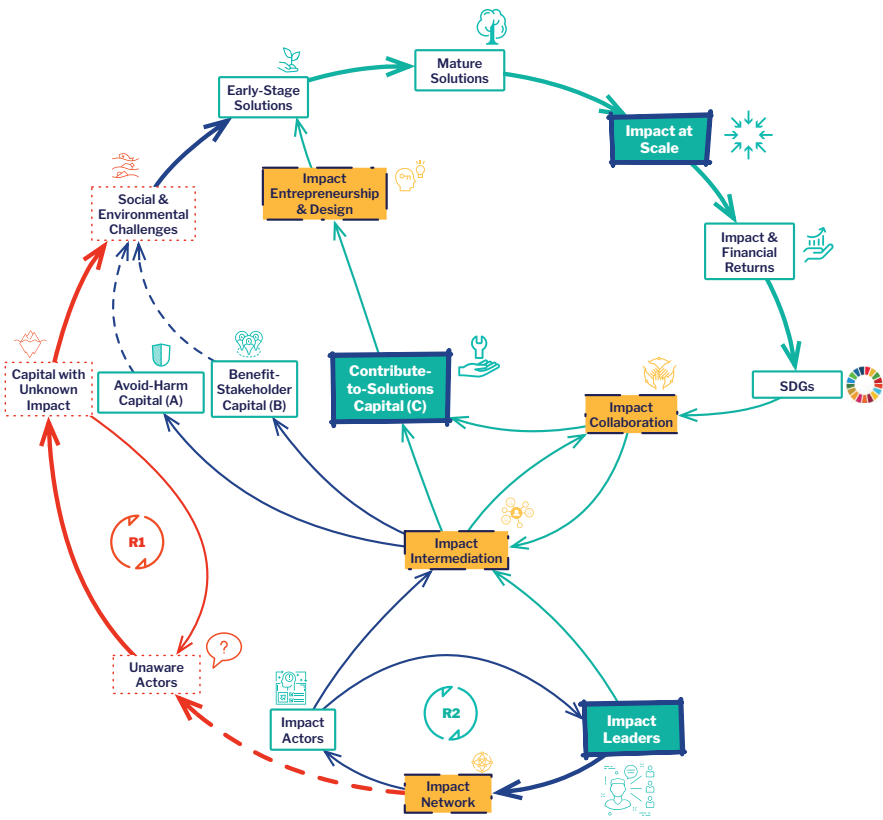 Mature
Solutions
Early-Stage
Solutions
Impact at
Scale
Impact
Entrepreneurship
& Design
Social &
Environmental
Challenges
Impact &
Financial
Returns
Capital with
Unknown
Impact
Avoid-Harm
Capital (A)
Benefit-
Stakeholder
Capital (B)
Contribute-
to-Solutions
Capital (C)
Impact
Collaboration
SDGs
R1
Impact
Intermediation
?
Unaware
Actors
Impact
Actors
R2
Impact
Leaders
Impact
Network